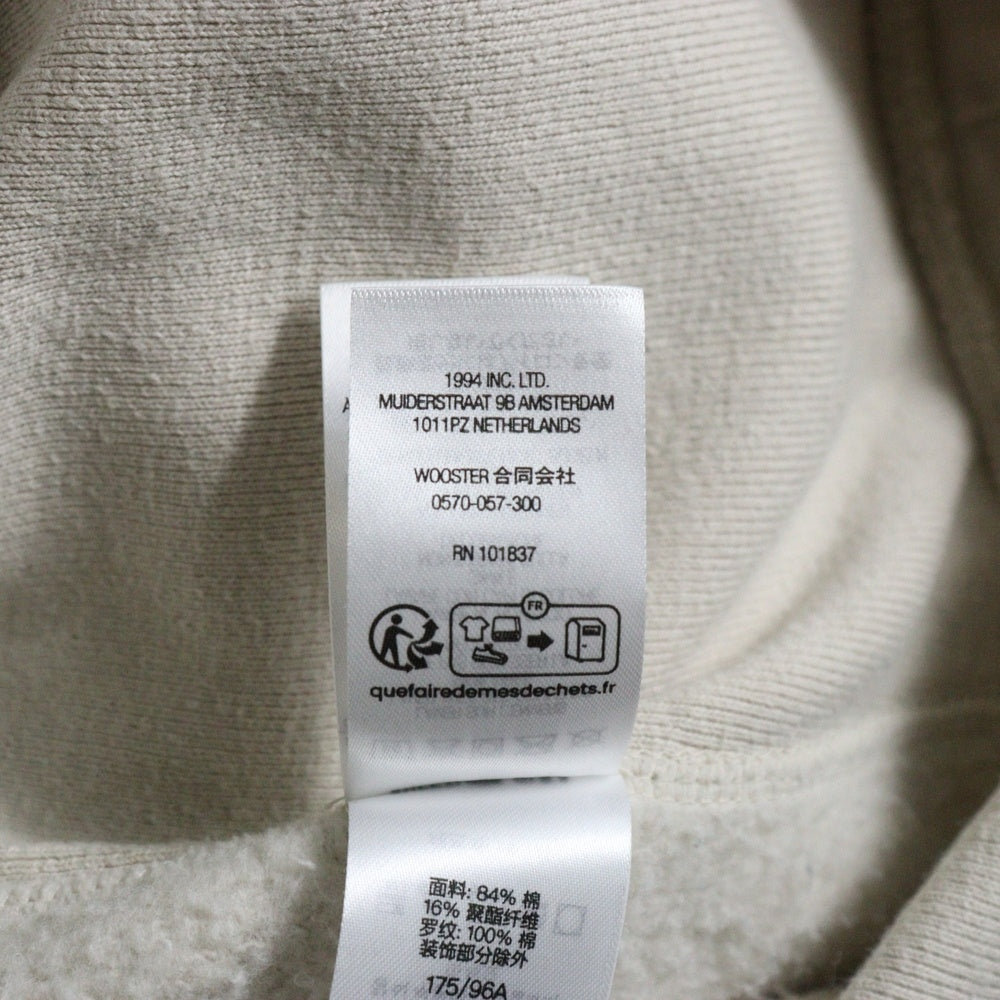 1994 INC. LTD.
MUIDERSTRAAT 9B AMSTERDAM
1011PZ NETHERLANDS
WOOSTER 合同会社
0570-057-300
RN 101837
FR
quefairedemesdechets.fr
面料: 84% 棉
16% 聚酯纤维
罗纹: 100% 棉
装饰部分除外
175/96A